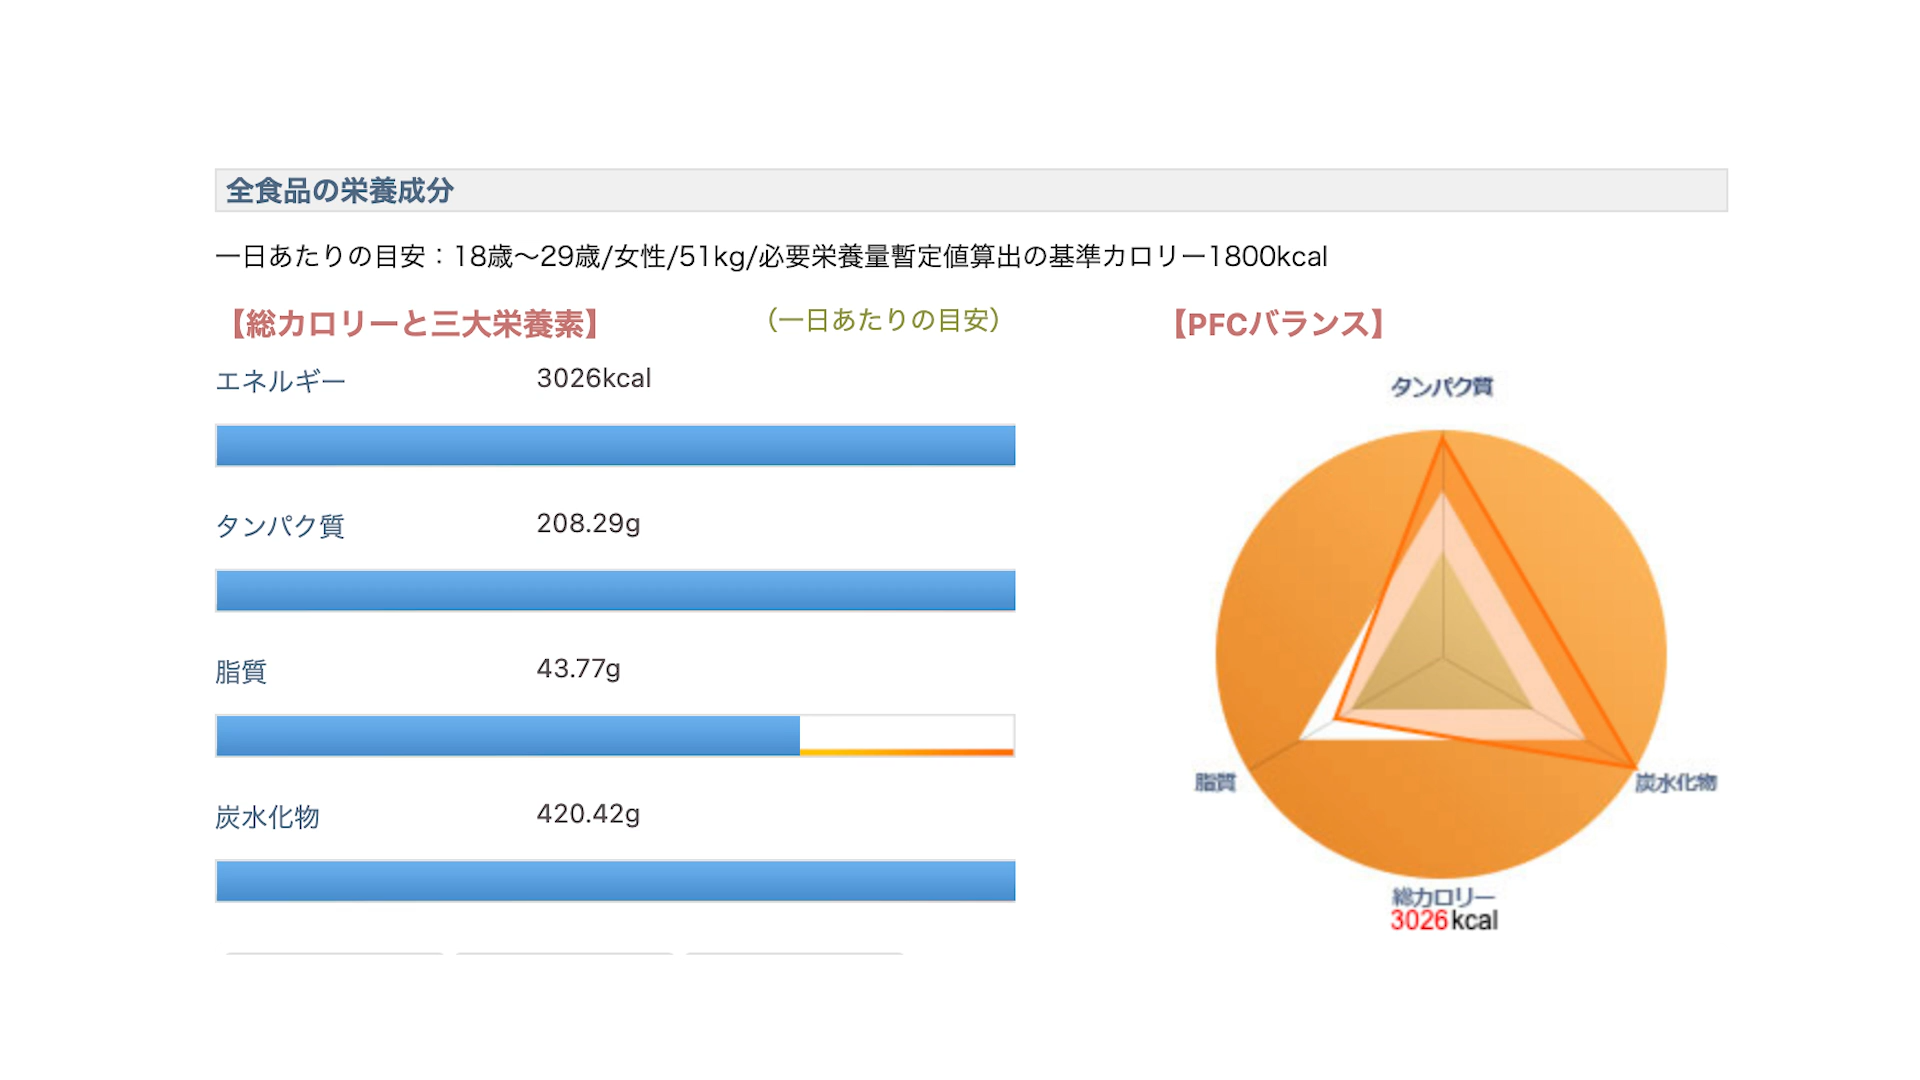 全食品の栄養成分
一日あたりの目安：18歳〜29歳/女性/51kg/必要栄養量暫定値算出の基準カロリー1800kcal
【総カロリーと三大栄養素】 （一日あたりの目安）
エネルギー 3026kcal
タンパク質 208.29g
脂質 43.77g
炭水化物 420.42g
【PFCバランス】
タンパク質
脂質
炭水化物
総カロリー
3026kcal